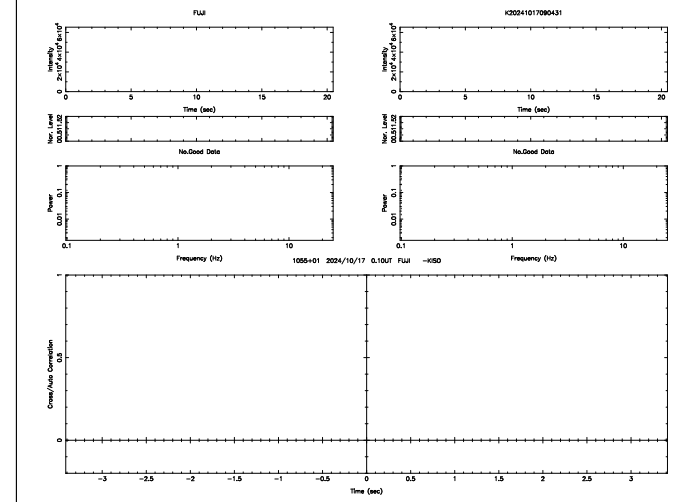 FUJI
K20241017090431
Intensity
0 2×10⁴ 4×10⁴ 6×10⁴
0 5 10 15 20
Time (sec)
Intensity
0 2×10⁴ 4×10⁴ 6×10⁴
0 5 10 15 20
Time (sec)
Nor. Level
00.511.52
No.Good Data
Nor. Level
00.511.52
No.Good Data
Power
0.01 0.1 1
0.1 1 10
Frequency (Hz)
Power
0.01 0.1 1
0.1 1 10
Frequency (Hz)
1055+01 2024/10/17 0.10UT FUJI -KISO
Cross/Auto Correlation
0 0.5 1
-3 -2.5 -2 -1.5 -1 -0.5 0 0.5 1 1.5 2 2.5 3
Time (sec)